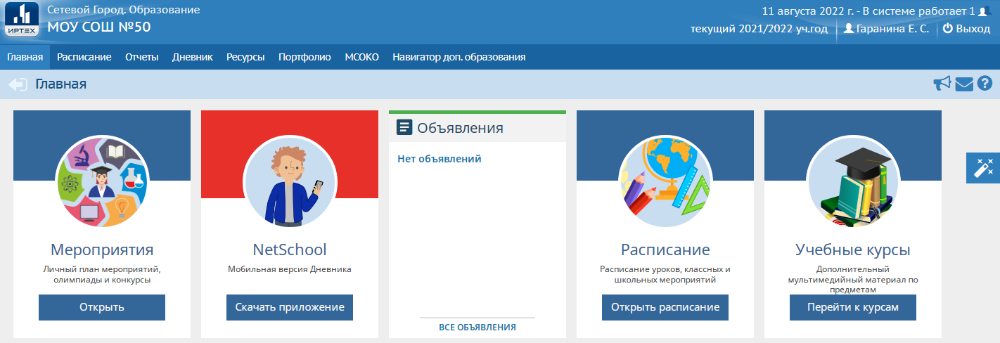 ИРТЕХ
Сетевой Город. Образование
МОУ СОШ №50
11 августа 2022 г. - В системе работает 1
текущий 2021/2022 уч.год
Гаранина Е. С.
Выход
Главная Расписание Отчеты Дневник Ресурсы Портфолио МСОКО Навигатор доп. образования
Главная
Мероприятия
Личный план мероприятий,
олимпиады и конкурсы
Открыть
NetSchool
Мобильная версия Дневника
Скачать приложение
Объявления
Нет объявлений
ВСЕ ОБЪЯВЛЕНИЯ
Расписание
Расписание уроков, классных и
школьных мероприятий
Открыть расписание
Учебные курсы
Дополнительный
мультимедийный материал по
предметам
Перейти к курсам